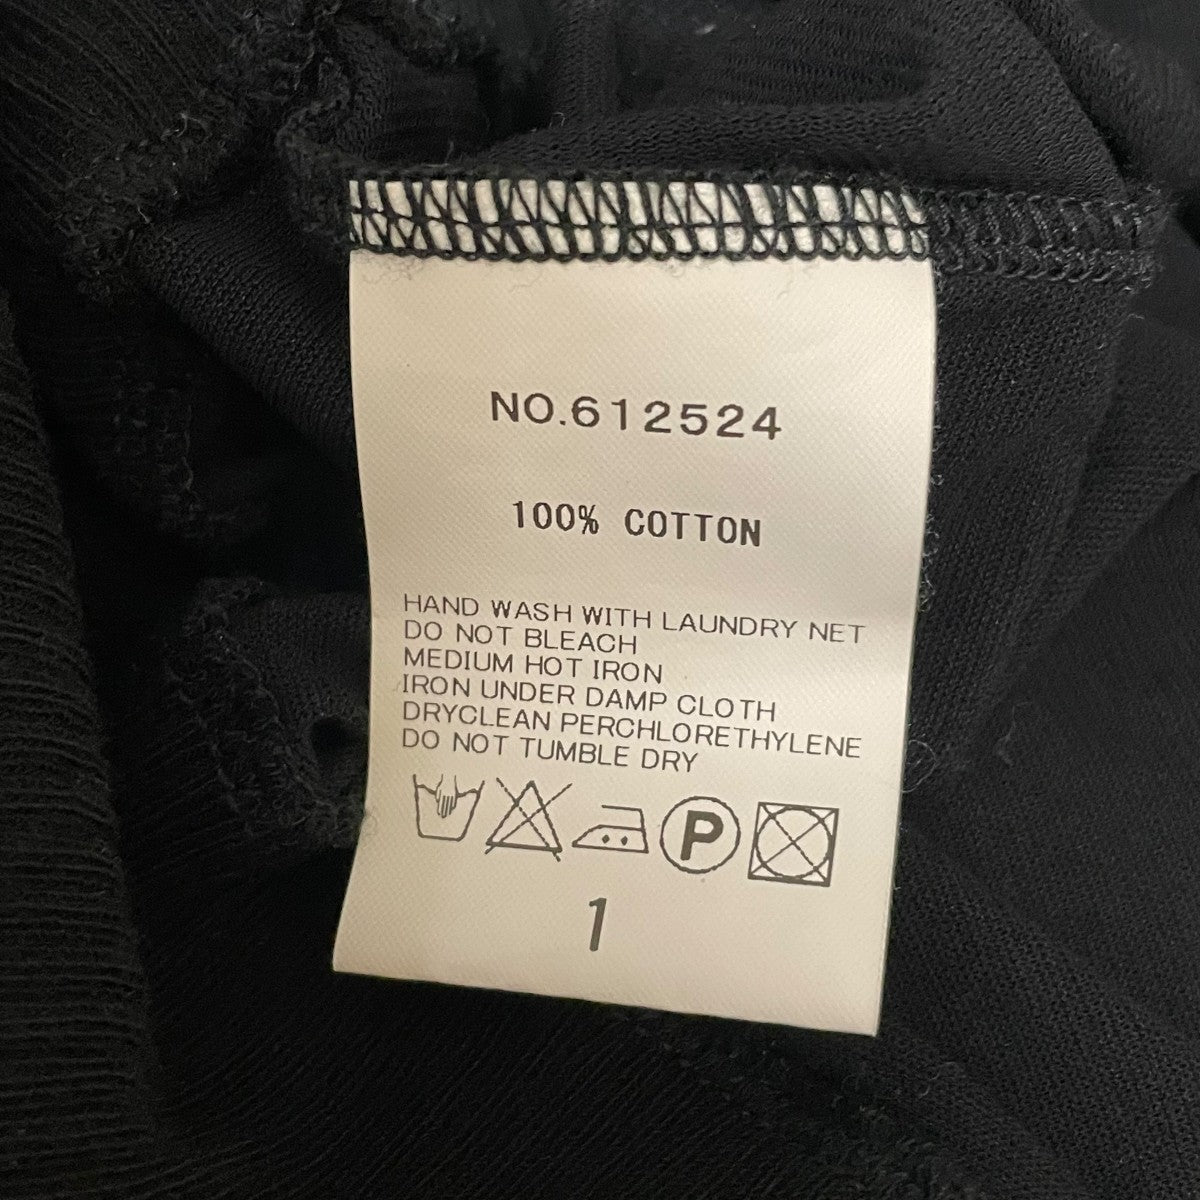 NO.612524
100% COTTON
HAND WASH WITH LAUNDRY NET
DO NOT BLEACH
MEDIUM HOT IRON
IRON UNDER DAMP CLOTH
DRYCLEAN PERCHLORETHYLENE
DO NOT TUMBLE DRY
P
1